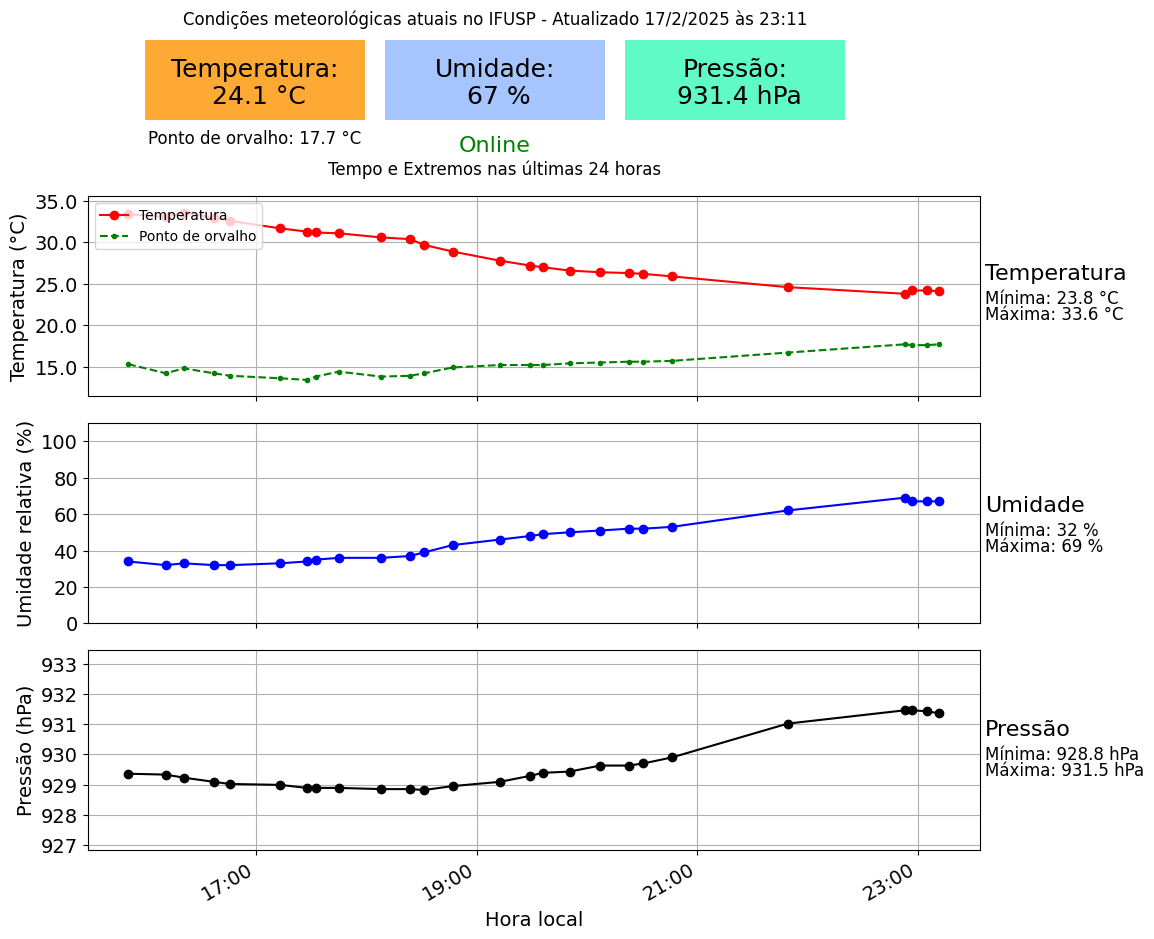 Condições meteorológicas atuais no IFUSP - Atualizado 17/2/2025 às 23:11
Temperatura:
24.1 °C
Umidade:
67 %
Pressão:
931.4 hPa
Ponto de orvalho: 17.7 °C
Online
Tempo e Extremos nas últimas 24 horas
Temperatura (°C)
35.0
30.0
25.0
20.0
15.0
Temperatura
Ponto de orvalho
Temperatura
Mínima: 23.8 °C
Máxima: 33.6 °C
Umidade relativa (%)
100
80
60
40
20
0
Umidade
Mínima: 32 %
Máxima: 69 %
Pressão (hPa)
933
932
931
930
929
928
927
Pressão
Mínima: 928.8 hPa
Máxima: 931.5 hPa
17:00
19:00
21:00
23:00
Hora local